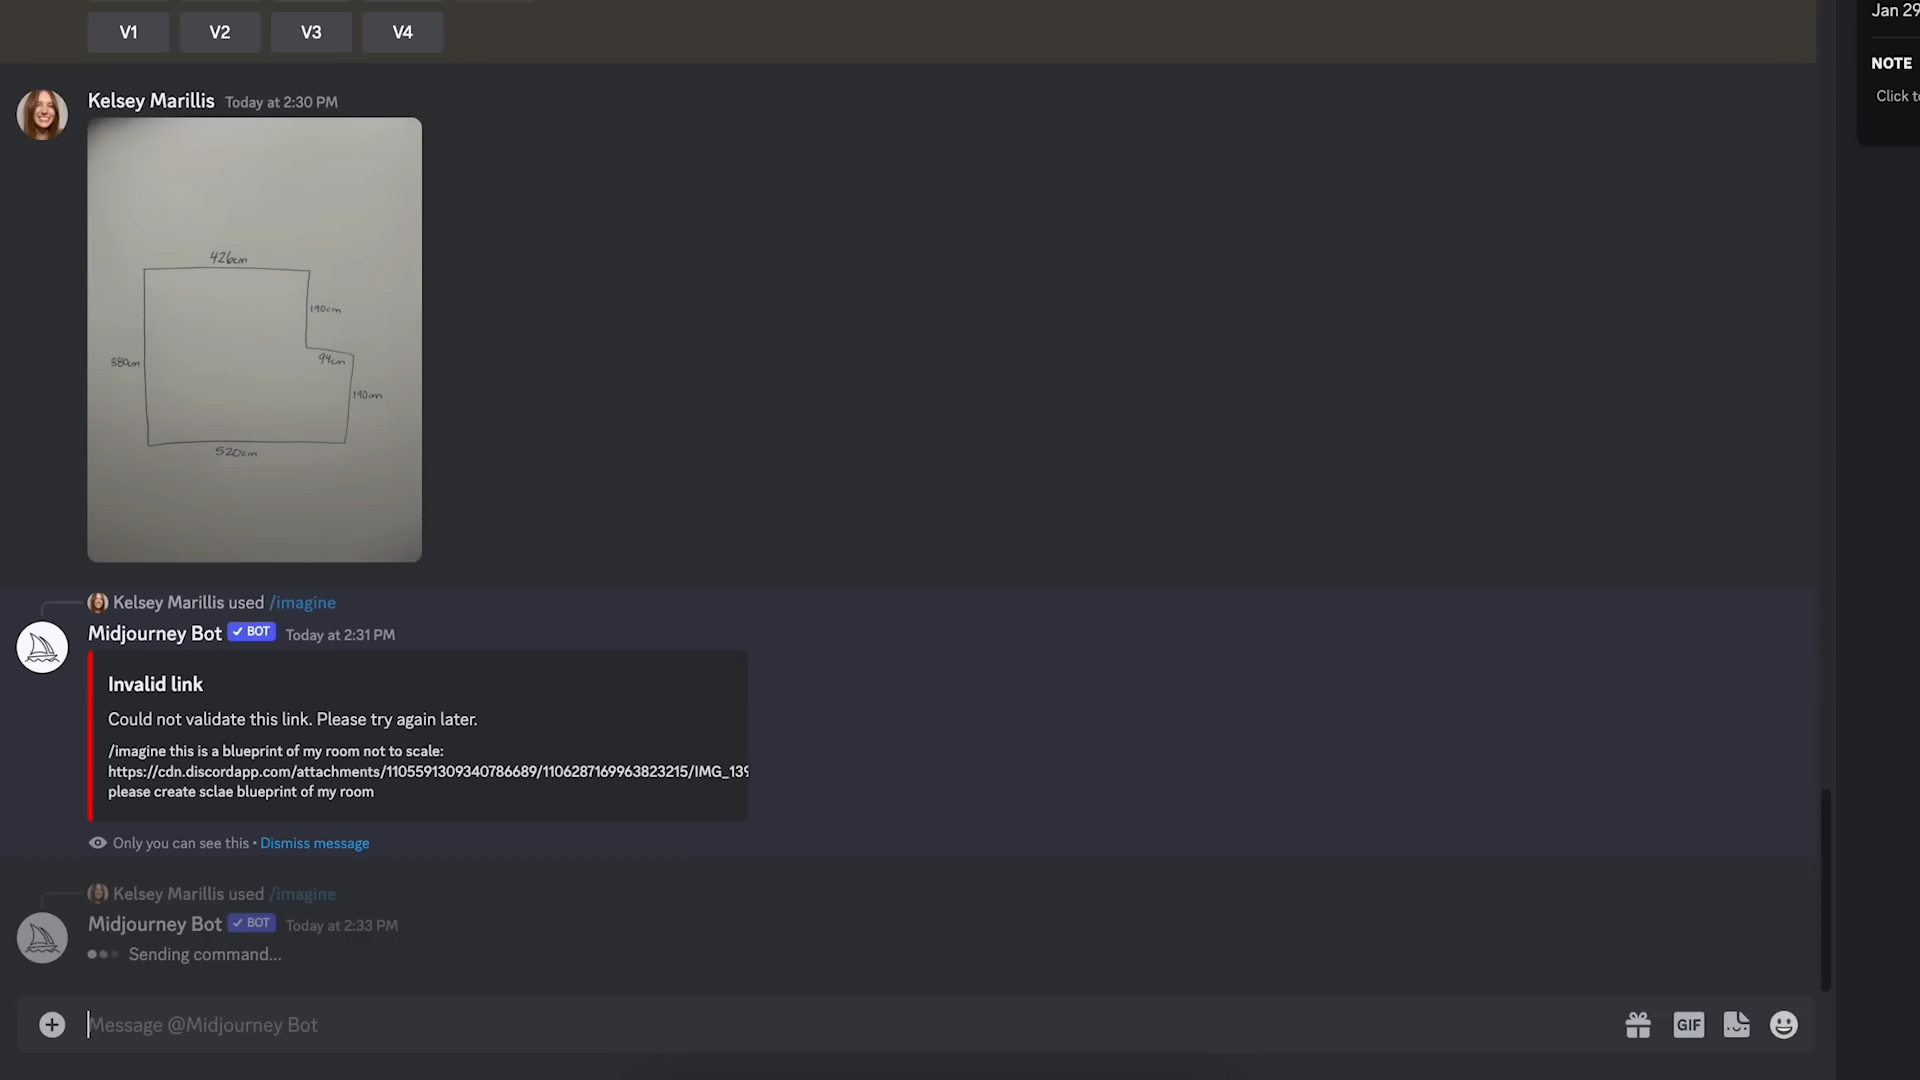 V1 V2 V3 V4
Jan 29
NOTE
Click to
Kelsey Marillis Today at 2:30 PM
426cm
190cm
94cm
380cm
190cm
520cm
Kelsey Marillis used /imagine
Midjourney Bot BOT Today at 2:31 PM
Invalid link
Could not validate this link. Please try again later.
/imagine this is a blueprint of my room not to scale:
https://cdn.discordapp.com/attachments/1105591309340786689/1106287169963823215/IMG_139
please create sclae blueprint of my room
Only you can see this • Dismiss message
Kelsey Marillis used /imagine
Midjourney Bot BOT Today at 2:33 PM
Sending command...
Message @Midjourney Bot
GIF